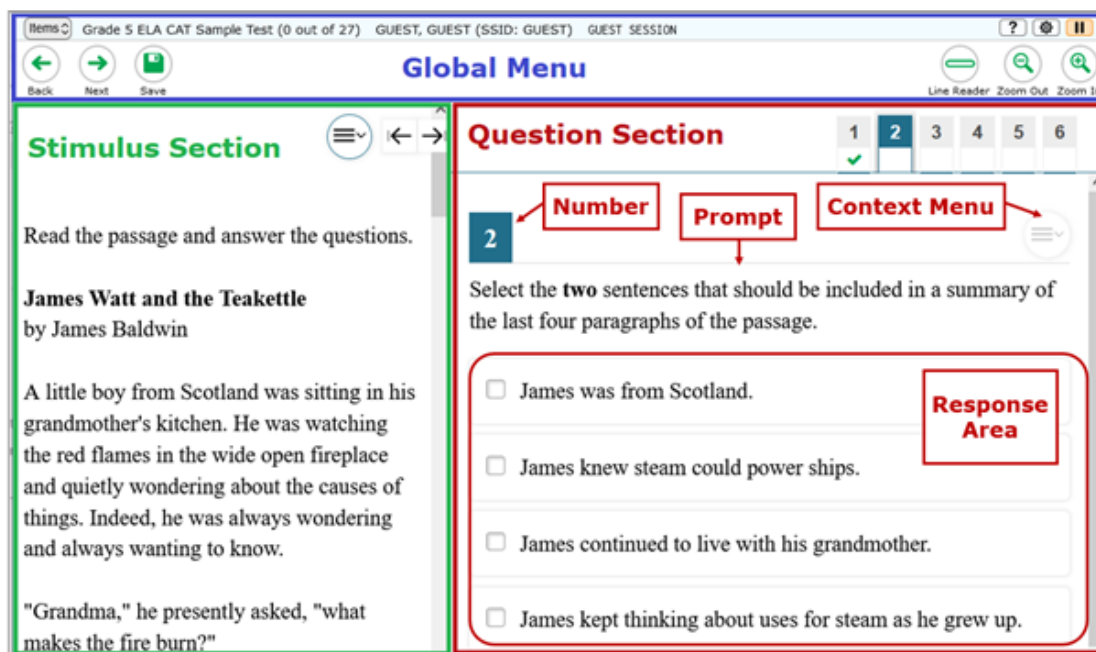 Items Grade 5 ELA CAT Sample Test (0 out of 27) GUEST, GUEST (SSID: GUEST) GUEST SESSION ?
Back Next Save
Global Menu
Line Reader Zoom Out Zoom I
Stimulus Section
Read the passage and answer the questions.
James Watt and the Teakettle
by James Baldwin
A little boy from Scotland was sitting in his
grandmother's kitchen. He was watching
the red flames in the wide open fireplace
and quietly wondering about the causes of
things. Indeed, he was always wondering
and always wanting to know.
"Grandma," he presently asked, "what
makes the fire burn?"
Question Section
1 2 3 4 5 6
Number
Prompt
Context Menu
2
Select the two sentences that should be included in a summary of
the last four paragraphs of the passage.
James was from Scotland.
James knew steam could power ships.
James continued to live with his grandmother.
James kept thinking about uses for steam as he grew up.
Response
Area